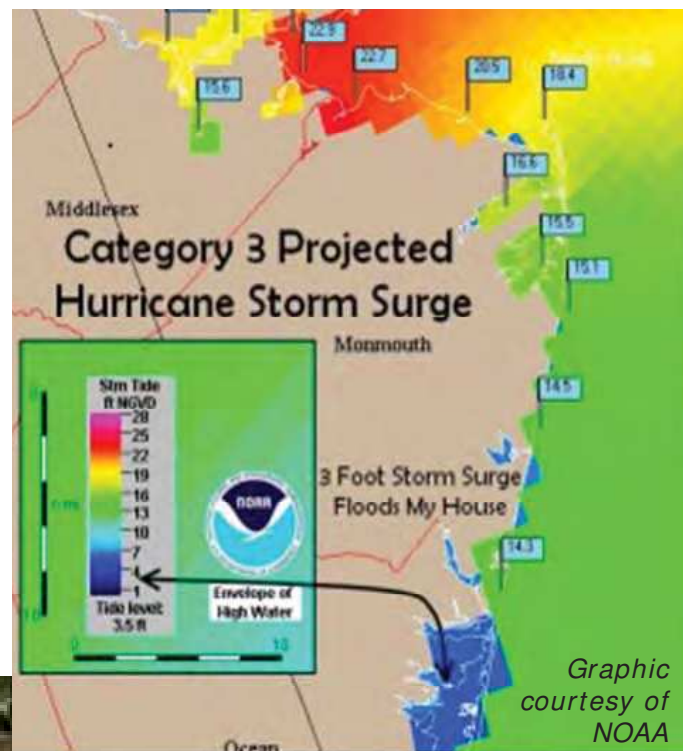 22.9
22.7
20.5
18.4
15.6
16.6
Middlesex
Category 3 Projected
Hurricane Storm Surge
15.5
15.1
Monmouth
Stm Tide
ft NGVD
28
25
22
19
16
13
10
7
4
1
Tide level:
3.5 ft
0
10
NOAA
Envelope of
High Water
14.5
3 Foot Storm Surge
Floods My House
14.3
Ocean
Graphic
courtesy of
NOAA